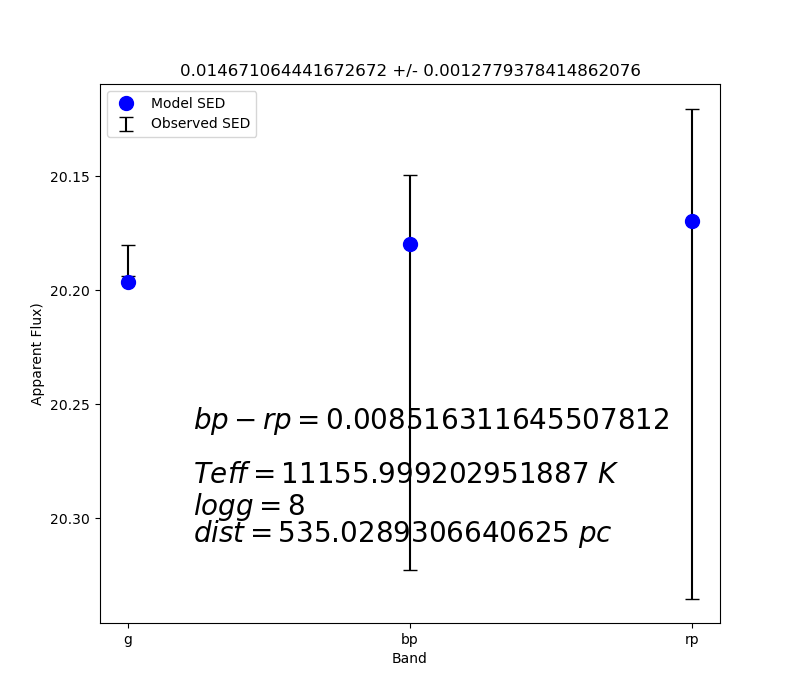 0.014671064441672672 +/- 0.0012779378414862076
Model SED
Observed SED
20.15
20.20
20.25
20.30
Apparent Flux)
bp − rp = 0.008516311645507812
Teff = 11155.999202951887 K
logg = 8
dist = 535.0289306640625 pc
g
bp
rp
Band